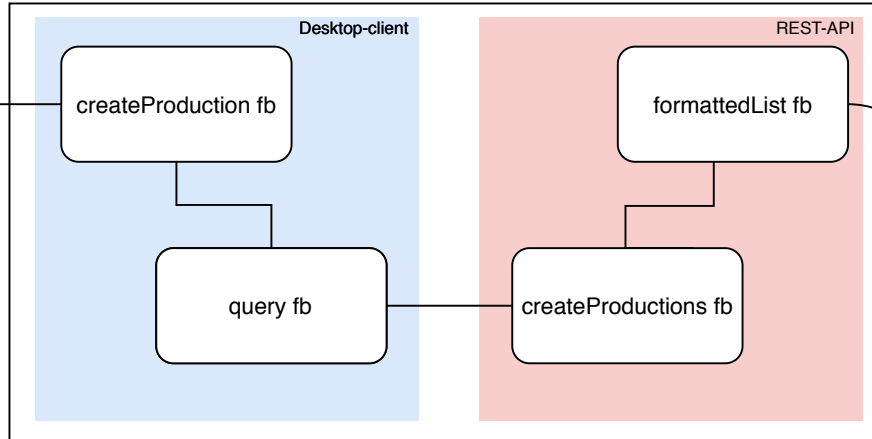 Desktop-client
REST-API
createProduction fb
formattedList fb
query fb
createProductions fb